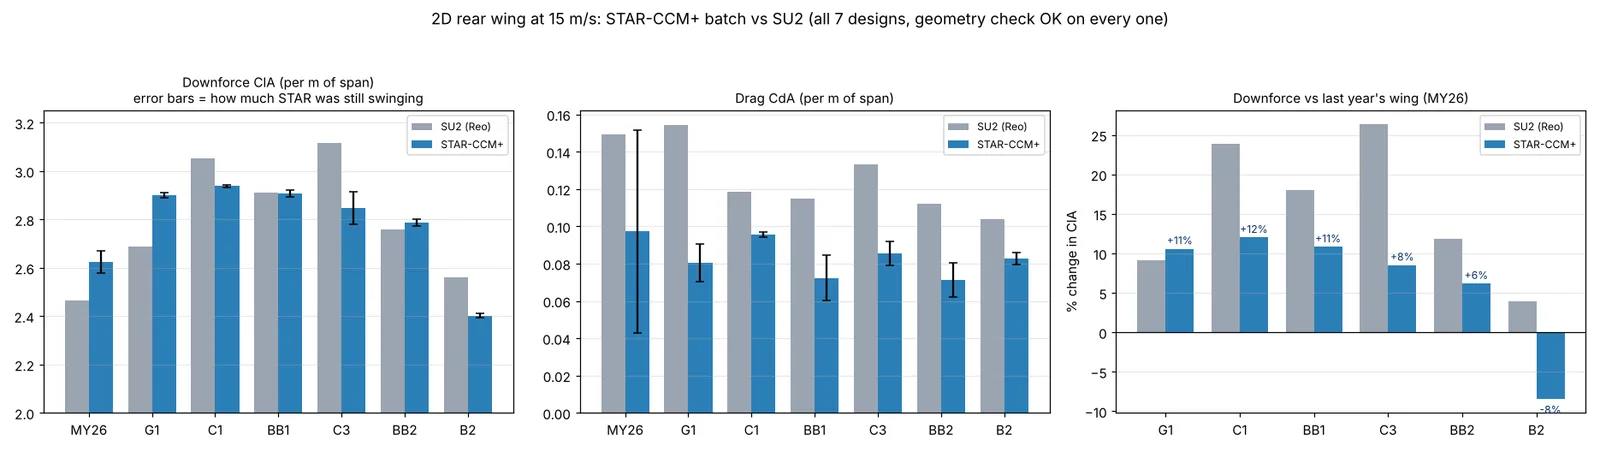 2D rear wing at 15 m/s: STAR-CCM+ batch vs SU2 (all 7 designs, geometry check OK on every one)
Downforce ClA (per m of span)
error bars = how much STAR was still swinging
SU2 (Reo)
STAR-CCM+
3.2
3.0
2.8
2.6
2.4
2.2
2.0
MY26 G1 C1 BB1 C3 BB2 B2
Drag CdA (per m of span)
SU2 (Reo)
STAR-CCM+
0.16
0.14
0.12
0.10
0.08
0.06
0.04
0.02
0.00
MY26 G1 C1 BB1 C3 BB2 B2
Downforce vs last year's wing (MY26)
SU2 (Reo)
STAR-CCM+
% change in ClA
25
20
15
10
5
0
−5
−10
+11% +12% +11% +8% +6% -8%
G1 C1 BB1 C3 BB2 B2